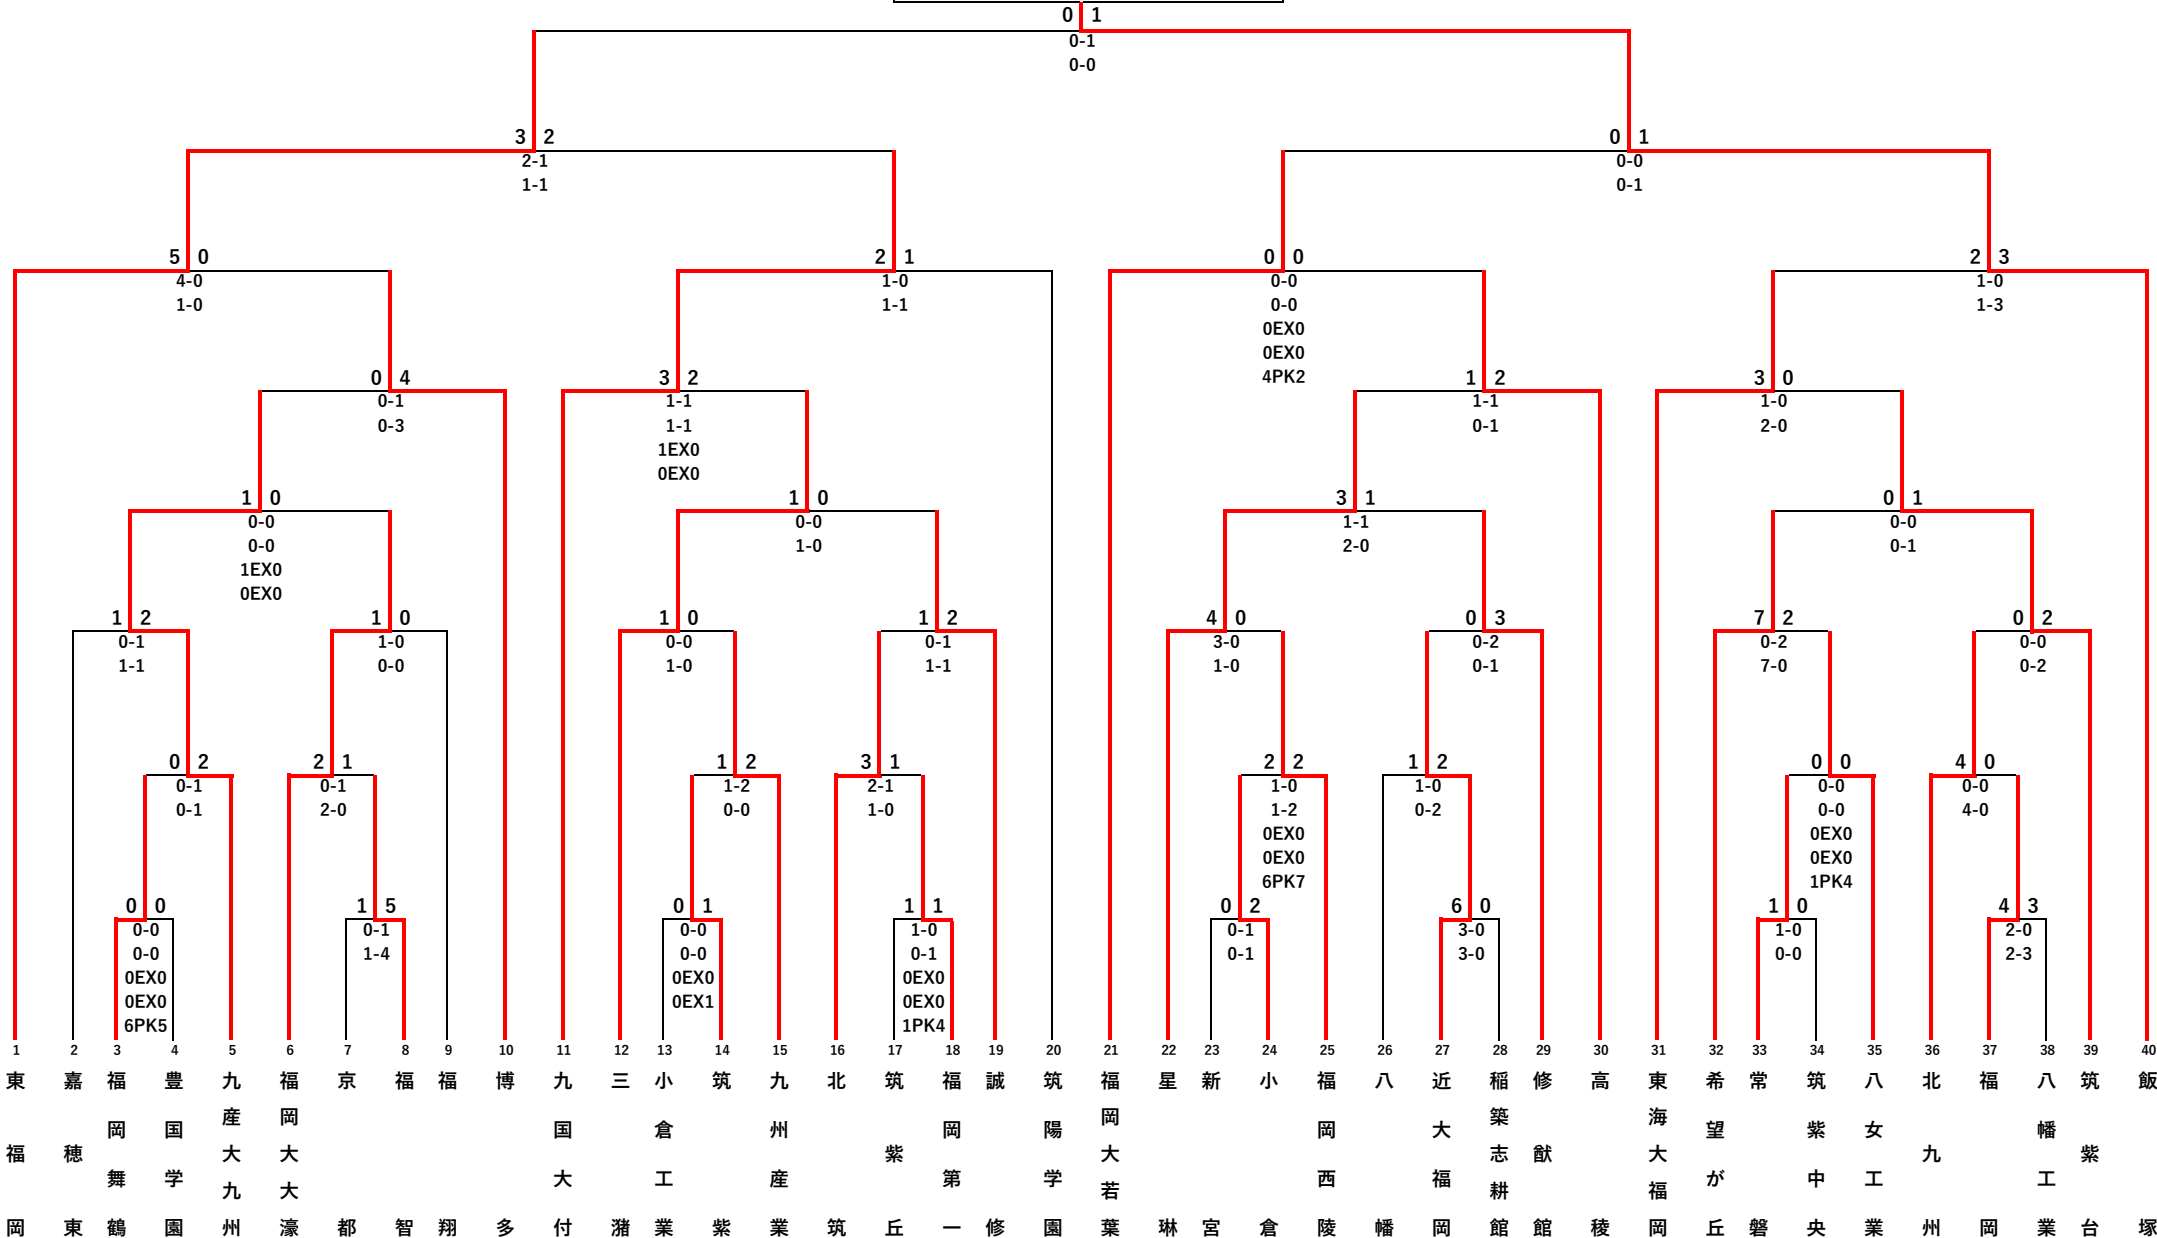 0 1
0-1
0-0
3 2
2-1
1-1
0 1
0-0
0-1
5 0
4-0
1-0
2 1
1-0
1-1
0 0
0-0
0-0
0EX0
0EX0
4PK2
2 3
1-0
1-3
0 4
0-1
0-3
3 2
1-1
1-1
1EX0
0EX0
1 2
1-1
0-1
3 0
1-0
2-0
1 0
0-0
0-0
1EX0
0EX0
1 0
0-0
1-0
3 1
1-1
2-0
0 1
0-0
0-1
1 2
0-1
1-1
1 0
1-0
0-0
1 0
0-0
1-0
1 2
0-1
1-1
4 0
3-0
1-0
0 3
0-2
0-1
7 2
0-2
7-0
0 2
0-0
0-2
0 2
0-1
0-1
2 1
0-1
2-0
1 2
1-2
0-0
3 1
2-1
1-0
2 2
1-0
1-2
0EX0
0EX0
6PK7
1 2
1-0
0-2
0 0
0-0
0-0
0EX0
0EX0
1PK4
4 0
0-0
4-0
0 0
0-0
0-0
0EX0
0EX0
6PK5
1 5
0-1
1-4
0 1
0-0
0-0
0EX0
0EX1
1 1
1-0
0-1
0EX0
0EX0
1PK4
0 2
0-1
0-1
6 0
3-0
3-0
1 0
1-0
0-0
4 3
2-0
2-3
1 東福岡
2 嘉穂東
3 福岡舞鶴
4 豊国学園
5 九産大九州
6 福岡大大濠
7 京都
8 福智
9 福翔
10 博多
11 九国大付
12 三潴
13 小倉工業
14 筑紫
15 九州産業
16 北筑
17 筑紫丘
18 福岡第一
19 誠修
20 筑陽学園
21 福岡大若葉
22 星琳
23 新宮
24 小倉
25 福岡西陵
26 八幡
27 近大福岡
28 稲築志耕館
29 修猷館
30 高稜
31 東海大福岡
32 希望が丘
33 常磐
34 筑紫中央
35 八女工業
36 北九州
37 福岡
38 八幡工業
39 筑紫台
40 飯塚